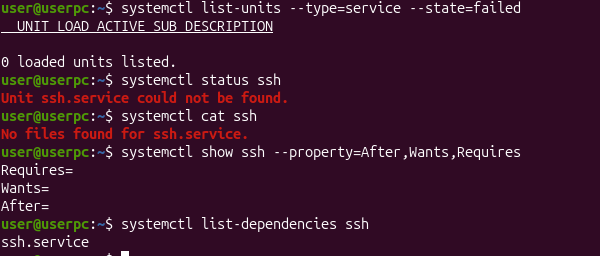 user@userpc:~$ systemctl list-units --type=service --state=failed
  UNIT LOAD ACTIVE SUB DESCRIPTION
0 loaded units listed.
user@userpc:~$ systemctl status ssh
Unit ssh.service could not be found.
user@userpc:~$ systemctl cat ssh
No files found for ssh.service.
user@userpc:~$ systemctl show ssh --property=After,Wants,Requires
Requires=
Wants=
After=
user@userpc:~$ systemctl list-dependencies ssh
ssh.service
user@userpc:~$